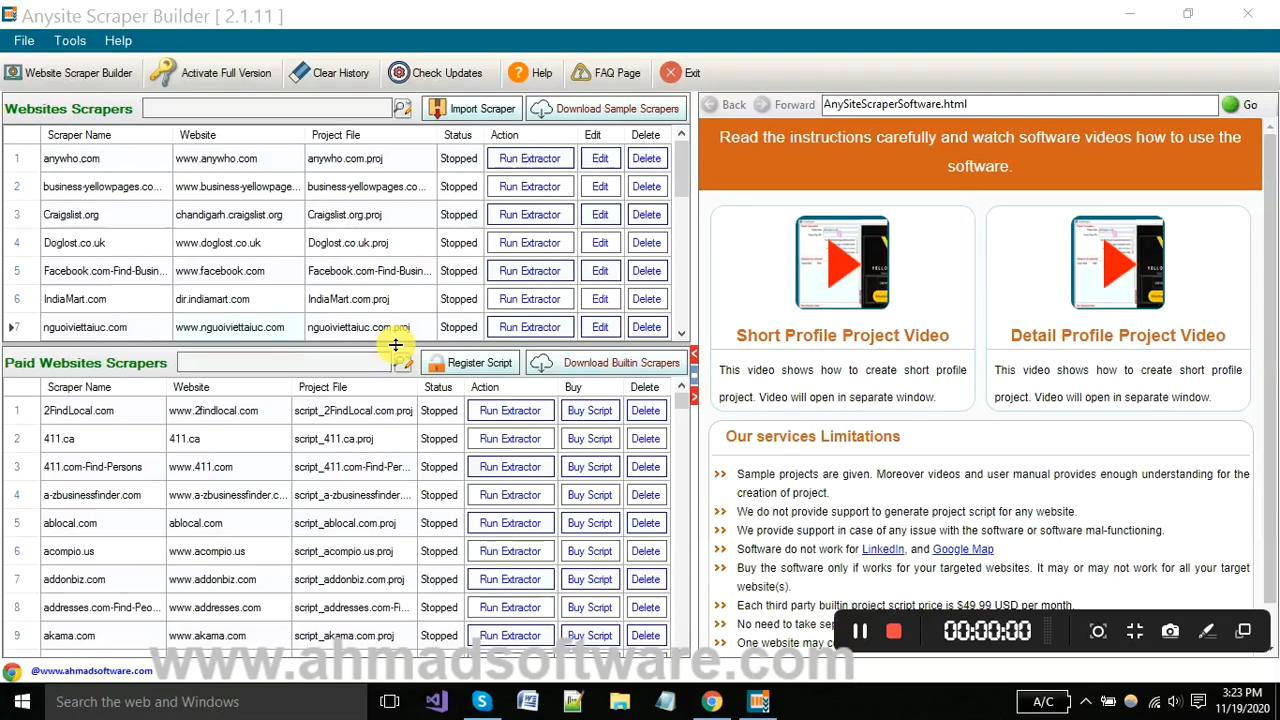 Anysite Scraper Builder [ 2.1.11 ]
File Tools Help
Website Scraper Builder Activate Full Version Clear History Check Updates Help FAQ Page Exit
Websites Scrapers Import Scraper Download Sample Scrapers
Scraper Name Website Project File Status Action Edit Delete
1 anywho.com www.anywho.com anywho.com.proj Stopped Run Extractor Edit Delete
2 business-yellowpages.co... www.business-yellowpage... business-yellowpages.co... Stopped Run Extractor Edit Delete
3 Craigslist.org chandigarh.craigslist.org Craigslist.org.proj Stopped Run Extractor Edit Delete
4 Doglost.co.uk www.doglost.co.uk Doglost.co.uk.proj Stopped Run Extractor Edit Delete
5 Facebook.com-Find-Busin... www.facebook.com Facebook.com-Find-Busin... Stopped Run Extractor Edit Delete
6 IndiaMart.com dir.indiamart.com IndiaMart.com.proj Stopped Run Extractor Edit Delete
7 nguoiviettaiuc.com www.nguoiviettaiuc.com nguoiviettaiuc.com.proj Stopped Run Extractor Edit Delete
Paid Websites Scrapers Register Script Download Builtin Scrapers
Scraper Name Website Project File Status Action Buy Delete
1 2FindLocal.com www.2findlocal.com script_2FindLocal.com.proj Stopped Run Extractor Buy Script Delete
2 411.ca 411.ca script_411.ca.proj Stopped Run Extractor Buy Script Delete
3 411.com-Find-Persons www.411.com script_411.com-Find-Per... Stopped Run Extractor Buy Script Delete
4 a-zbusinessfinder.com www.a-zbusinessfinder.c... script_a-zbusinessfinder.... Stopped Run Extractor Buy Script Delete
5 ablocal.com ablocal.com script_ablocal.com.proj Stopped Run Extractor Buy Script Delete
6 acompio.us www.acompio.us script_acompio.us.proj Stopped Run Extractor Buy Script Delete
7 addonbiz.com www.addonbiz.com script_addonbiz.com.proj Stopped Run Extractor Buy Script Delete
8 addresses.com-Find-Peo... www.addresses.com script_addresses.com-Fi... Stopped Run Extractor Buy Script Delete
9 akama.com www.akama.com script_akama.com.proj Stopped Run Extractor Buy Script Delete
Back Forward AnySiteScraperSoftware.html Go
Read the instructions carefully and watch software videos how to use the
software.
Short Profile Project Video
This video shows how to create short profile
project. Video will open in separate window.
Detail Profile Project Video
This video shows how to create short profile
project. Video will open in separate window.
Our services Limitations
Sample projects are given. Moreover videos and user manual provides enough understanding for the
creation of project.
We do not provide support to generate project script for any website.
We provide support in case of any issue with the software or software mal-functioning.
Software do not work for LinkedIn, and Google Map
Buy the software only if works for your targeted websites. It may or may not work for all your target
website(s).
Each third party builtin project script price is $49.99 USD per month.
No need to take sep
One website may c
00:00:00
www.ahmadsoftware.com
@www.ahmadsoftware.com
Search the web and Windows
A/C
3:23 PM
11/19/2020